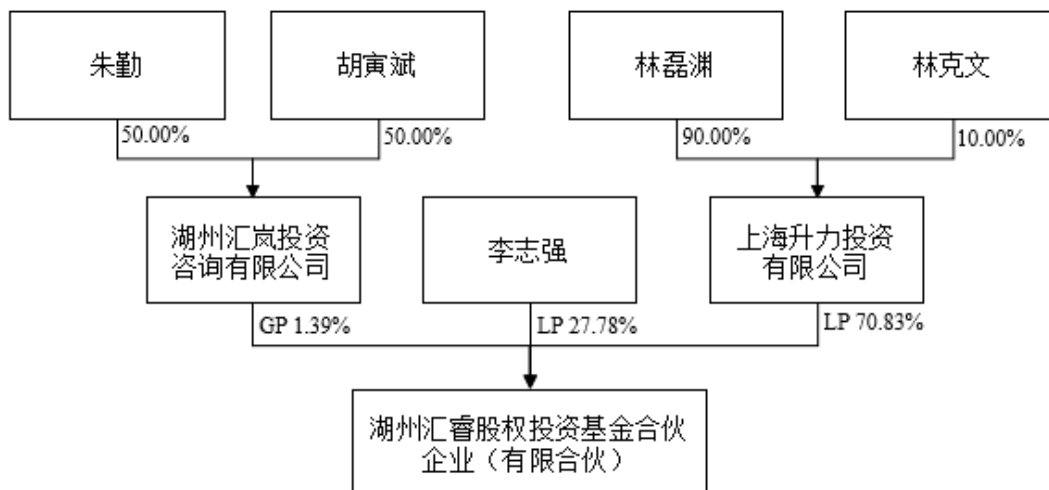 朱勤
胡寅斌
林磊渊
林克文
50.00%
50.00%
90.00%
10.00%
湖州汇岚投资
咨询有限公司
李志强
上海升力投资
有限公司
GP 1.39%
LP 27.78%
LP 70.83%
湖州汇睿股权投资基金合伙
企业（有限合伙）